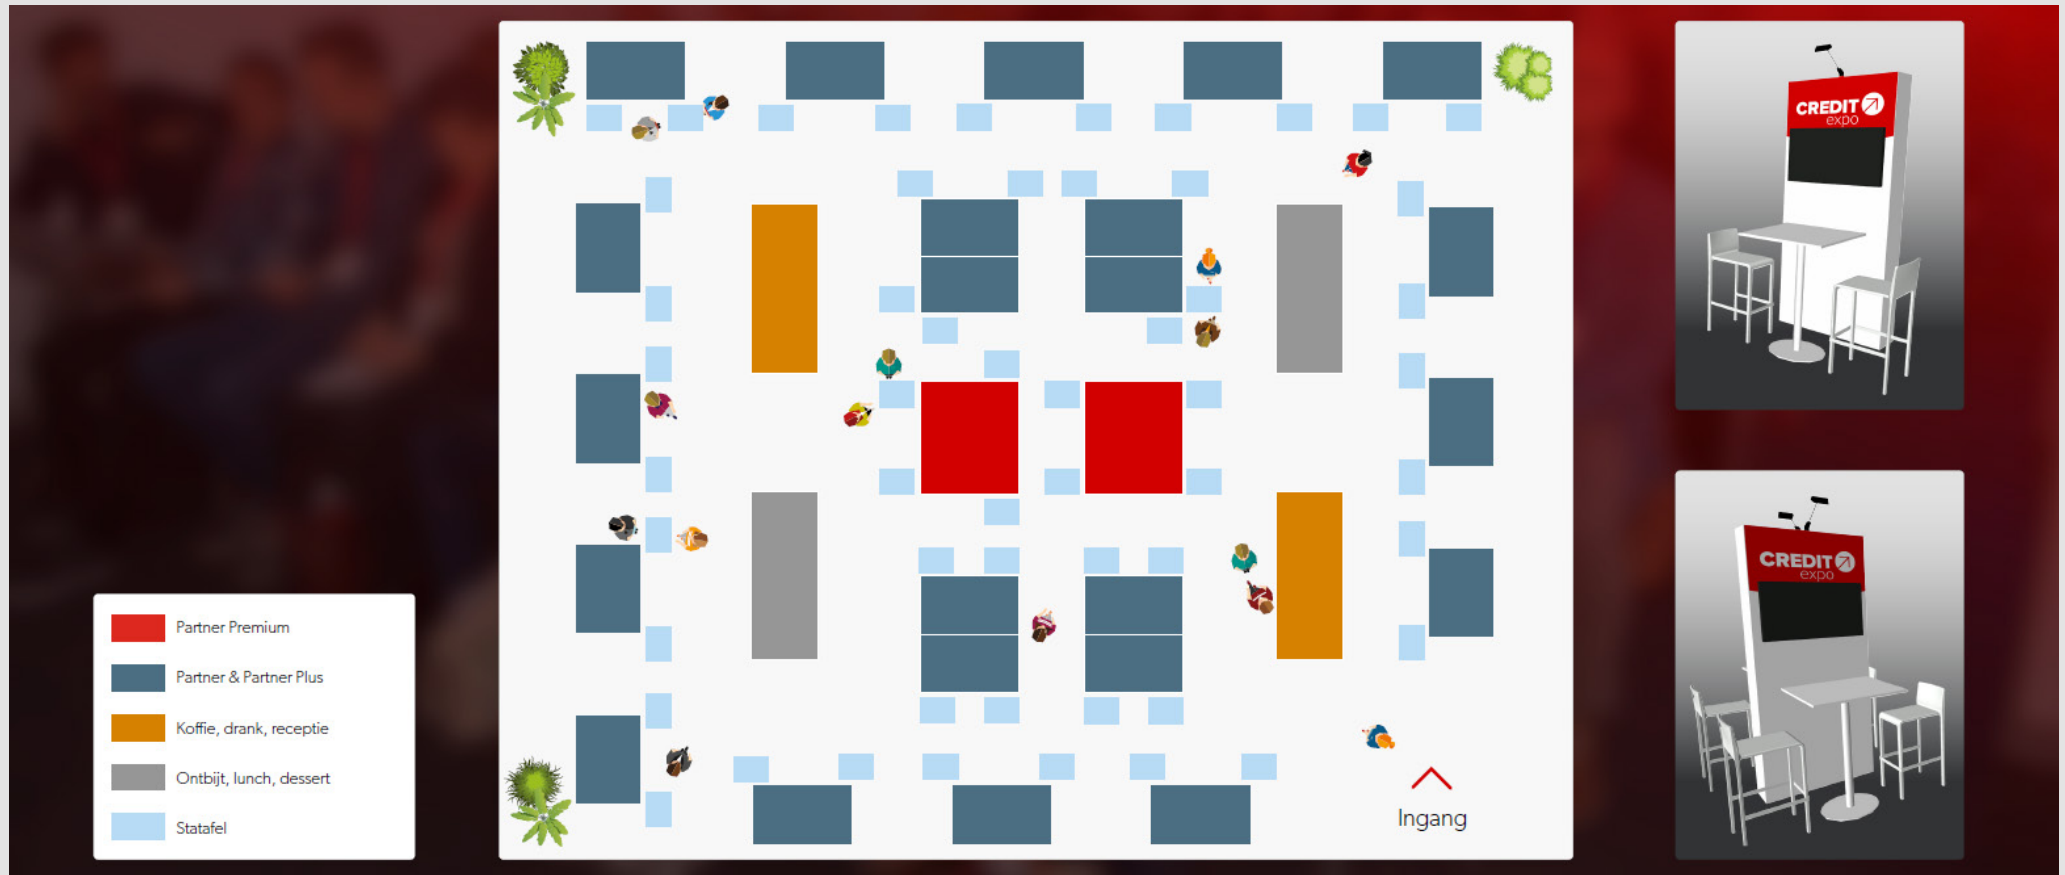 Partner Premium
Partner & Partner Plus
Koffie, drank, receptie
Ontbijt, lunch, dessert
Statafel
Ingang
CREDIT
expo
CREDIT
expo